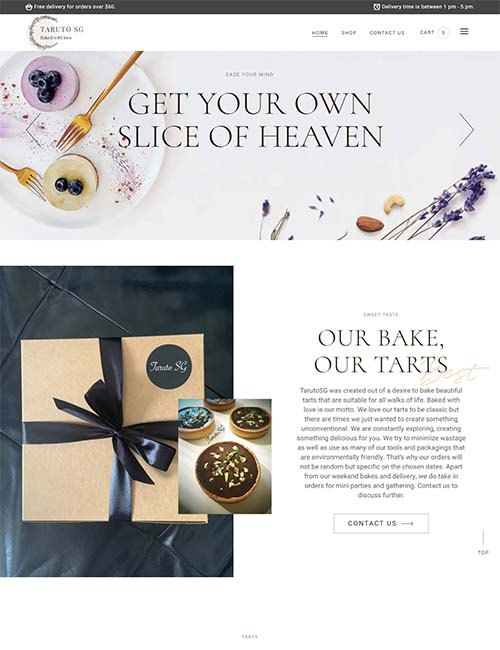 Free delivery for orders over $60.
Delivery time is between 1 pm - 5 pm.
TARUTO SG
Baked with love
HOME
SHOP
CONTACT US
CART 0
EASE YOUR MIND
GET YOUR OWN
SLICE OF HEAVEN
SWEET TASTE
OUR BAKE,
OUR TARTS
best
TarutoSG was created out of a desire to bake beautiful
tarts that are suitable for all walks of life. Baked with
love is our motto. We love our tarts to be classic but
there are times we just wanted to create something
unconventional. We are constantly exploring, creating
something delicious for you. We try to minimize wastage
as well as use as many of our tools and packagings that
are environmentally friendly. That's why our orders will
not be random but specific on the chosen dates. Apart
from our weekend bakes and delivery, we do take in
orders for mini parties and gathering. Contact us to
discuss further.
CONTACT US
Taruto SG
TarutoSG
TOP
TARTS